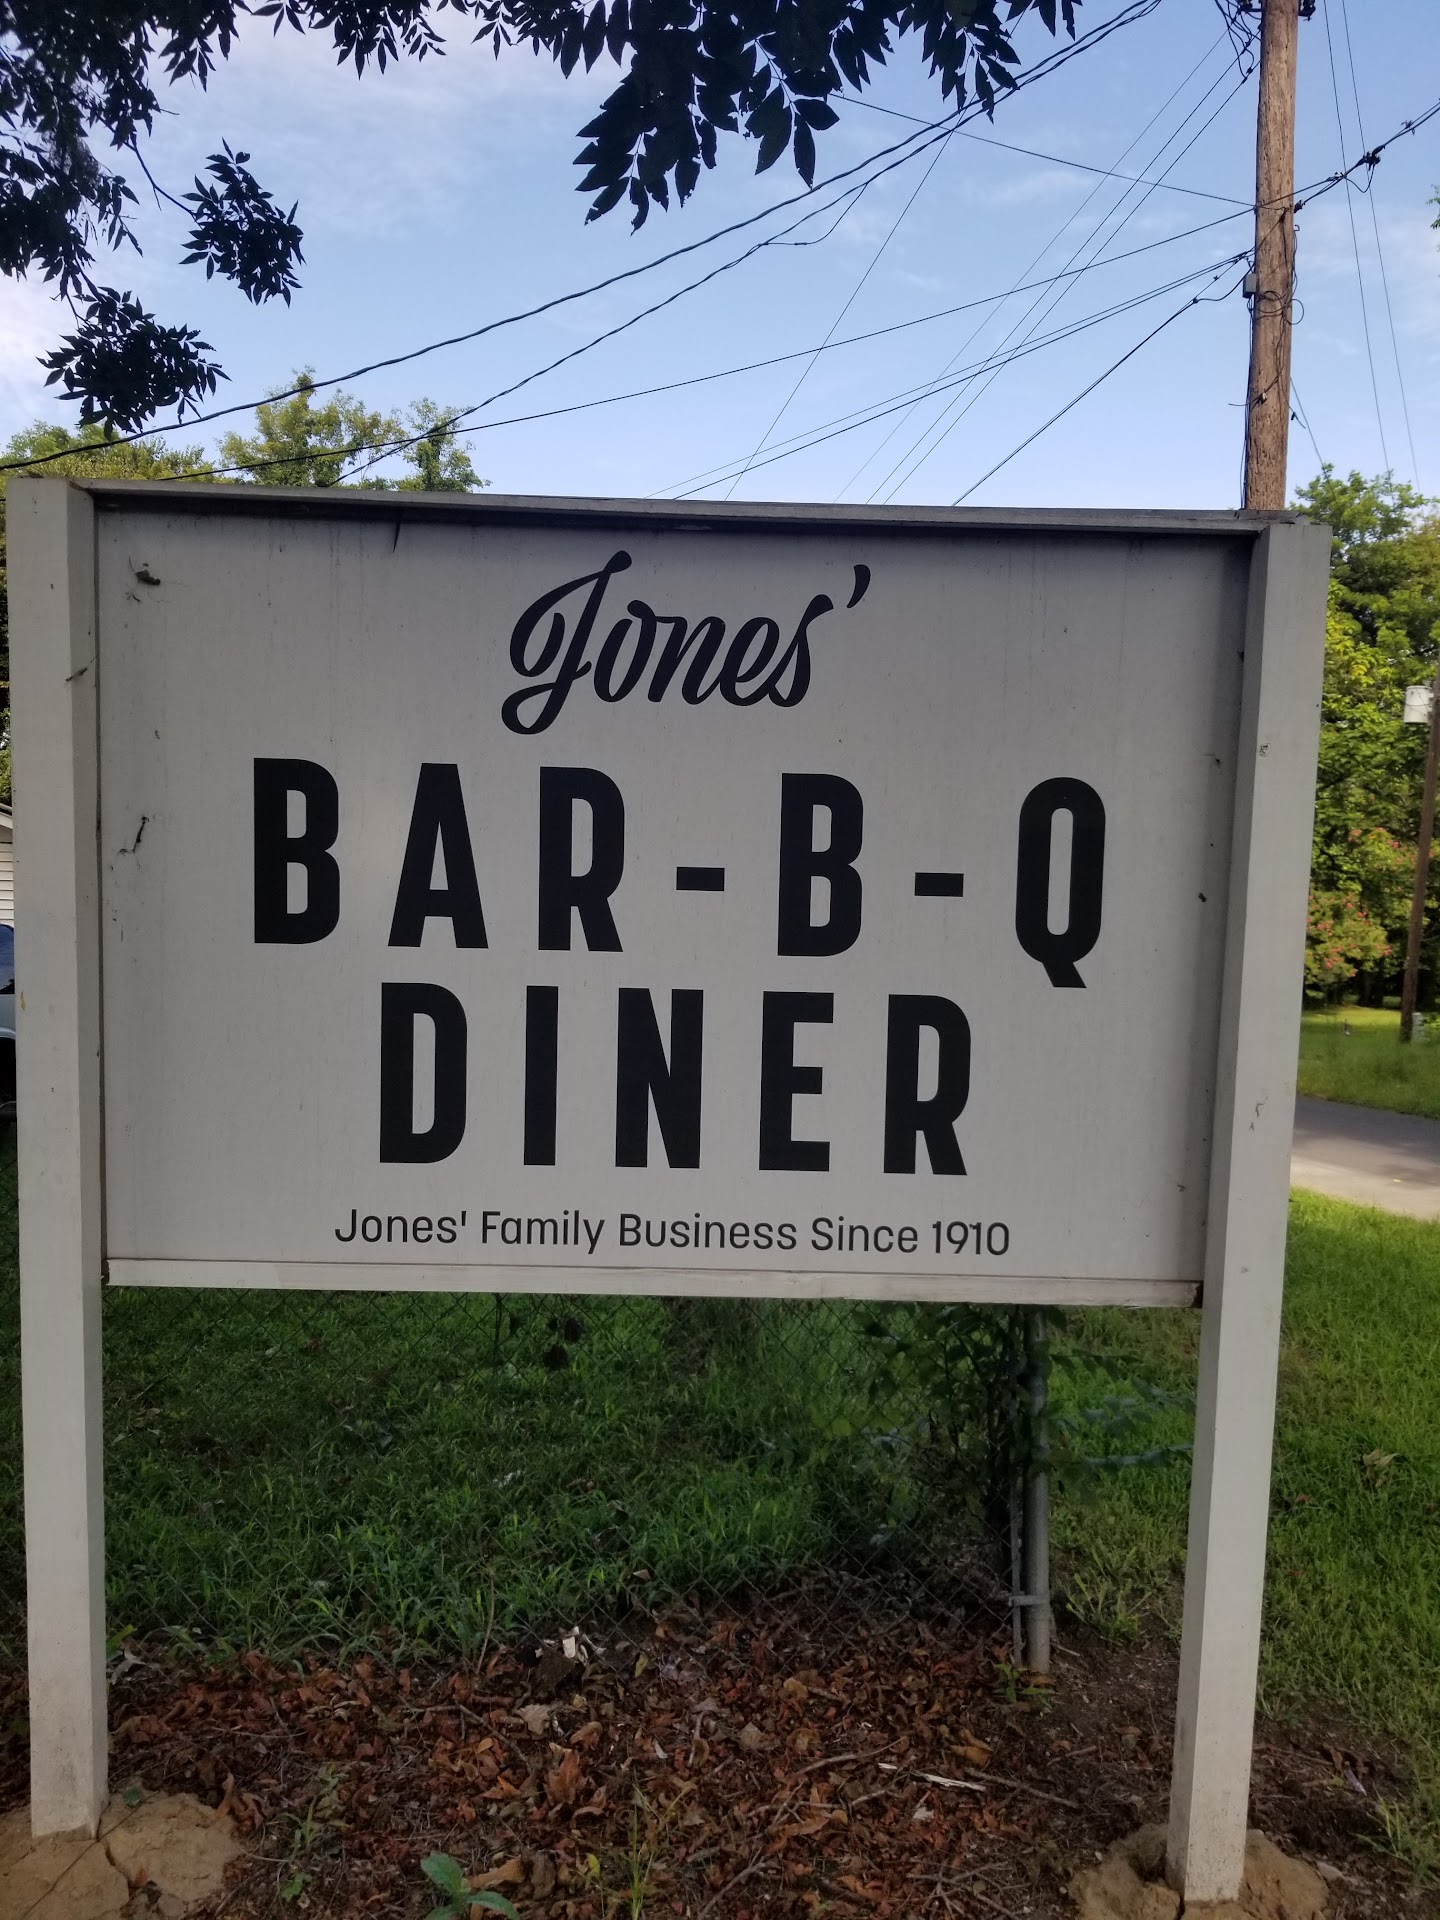 Jones'
BAR-B-Q
DINER
Jones' Family Business Since 1910